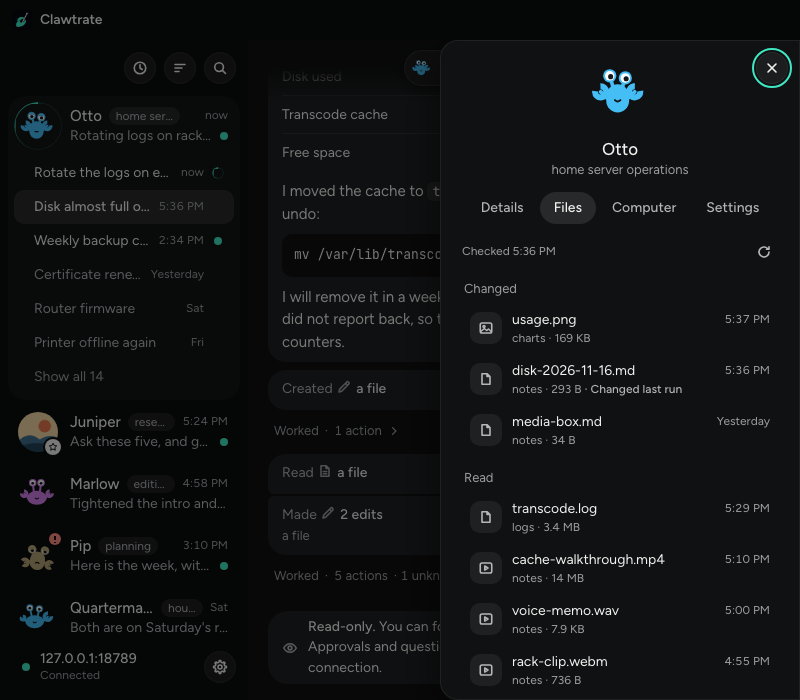 Clawtrate
Otto home ser... now
Rotating logs on rack...
Rotate the logs on e... now
Disk almost full o... 5:36 PM
Weekly backup c... 2:34 PM
Certificate rene... Yesterday
Router firmware Sat
Printer offline again Fri
Show all 14
Juniper rese... 5:24 PM
Ask these five, and g...
Marlow editi... 4:58 PM
Tightened the intro and...
Pip planning 3:10 PM
Here is the week, wit...
Quarterma... hou... Sat
Both are on Saturday's r...
127.0.0.1:18789
Connected
Disk used
Transcode cache
Free space
I moved the cache to t
undo:
mv /var/lib/transco
I will remove it in a week
did not report back, so t
counters.
Created a file
Worked · 1 action
Read a file
Made 2 edits
a file
Worked · 5 actions · 1 unkn
Read-only. You can fo
Approvals and questi
connection.
Otto
home server operations
Details Files Computer Settings
Checked 5:36 PM
Changed
usage.png 5:37 PM
charts · 169 KB
disk-2026-11-16.md 5:36 PM
notes · 293 B · Changed last run
media-box.md Yesterday
notes · 34 B
Read
transcode.log 5:29 PM
logs · 3.4 MB
cache-walkthrough.mp4 5:10 PM
notes · 14 MB
voice-memo.wav 5:00 PM
notes · 7.9 KB
rack-clip.webm 4:55 PM
notes · 736 B